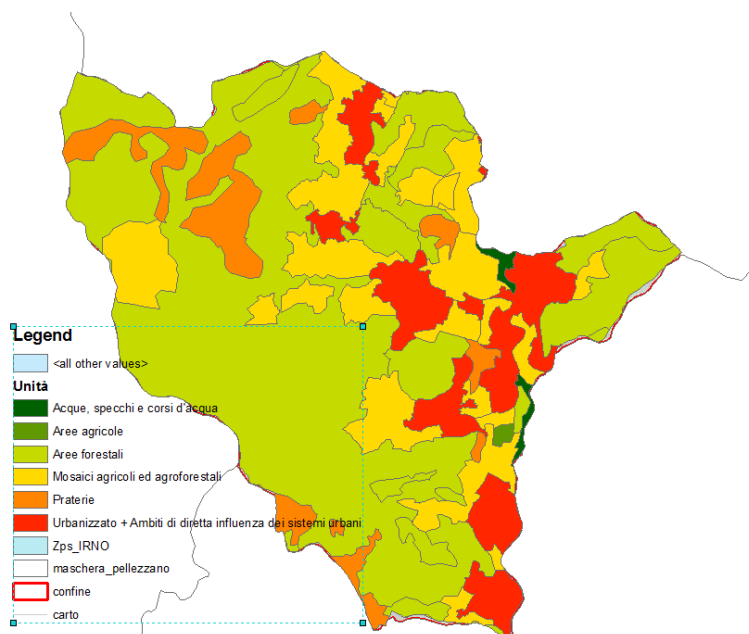 Legend
<all other values>
Unità
Acque, specchi e corsi d'acqua
Aree agricole
Aree forestali
Mosaici agricoli ed agroforestali
Praterie
Urbanizzato + Ambiti di diretta influenza dei sistemi urbani
Zps_IRNO
maschera_pellezzano
confine
carto